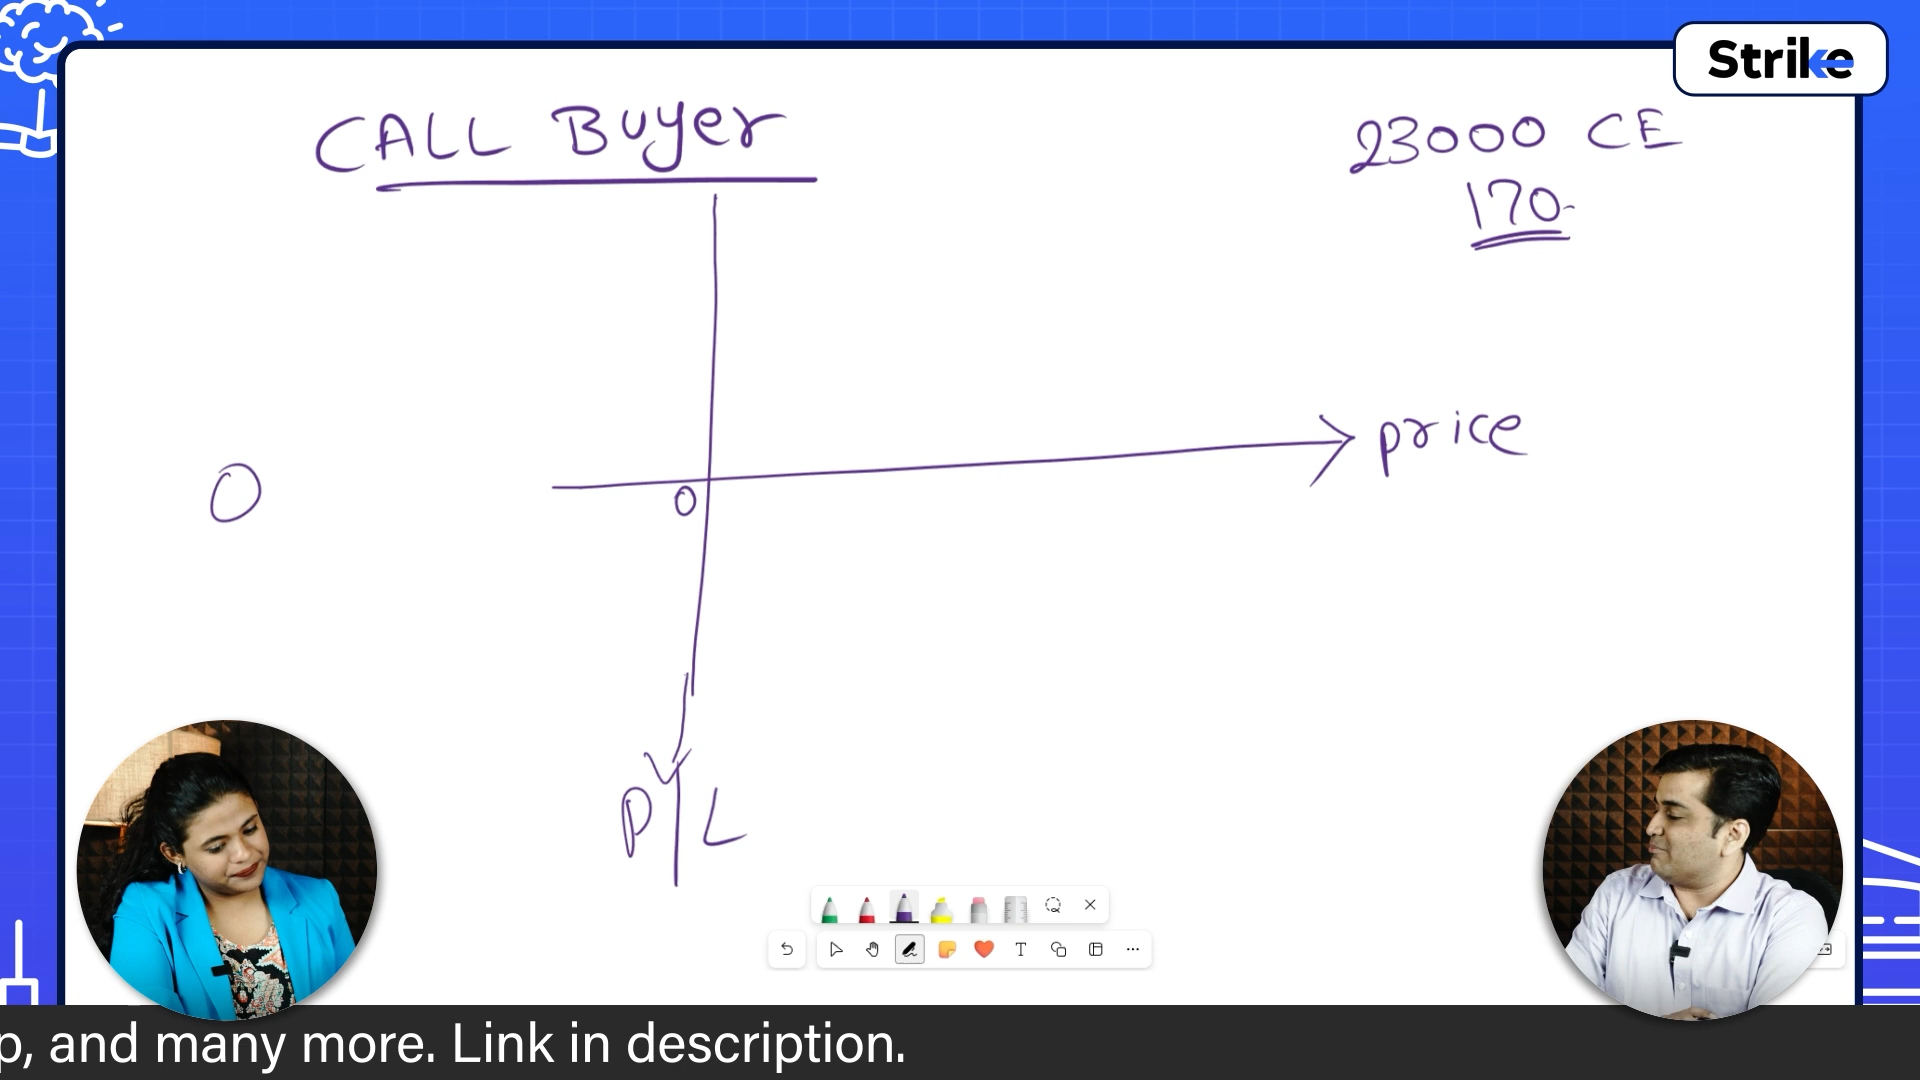 Strike
CALL Buyer
23000 CE
170-
price
0
0
P/L
T
p, and many more. Link in description.